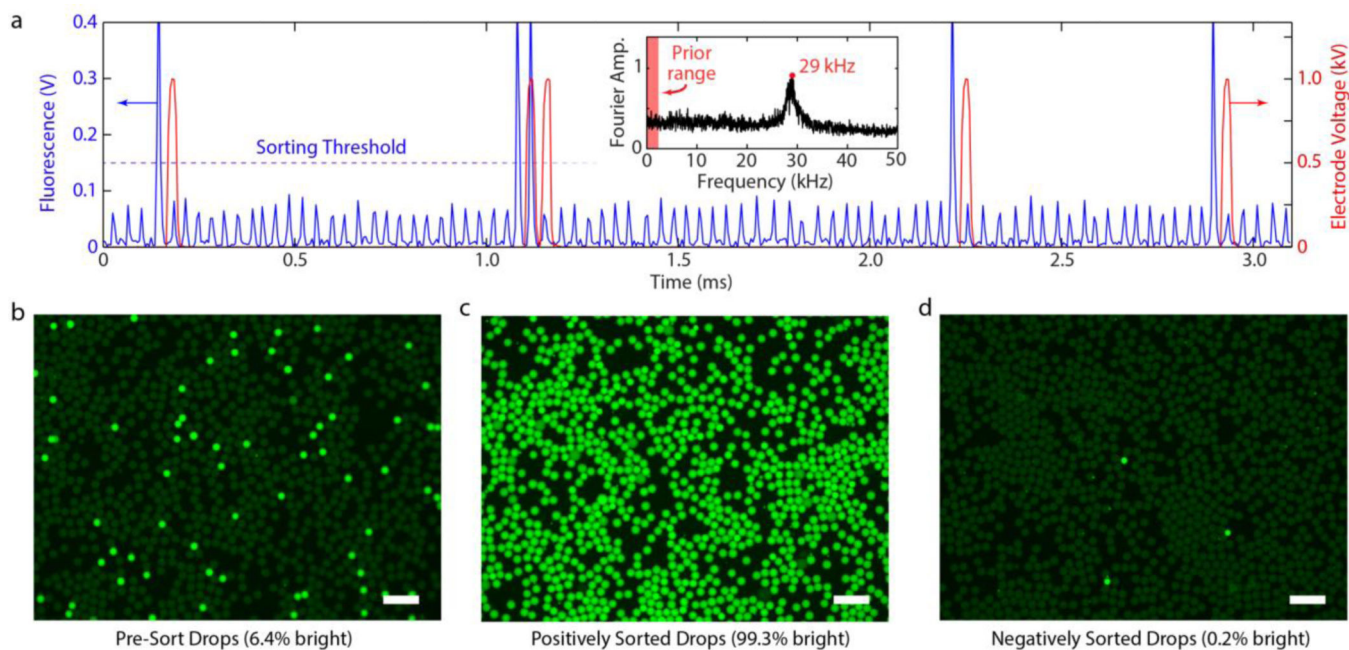 a
0.4
0.3
0.2
0.1
0
Fluorescence (V)
Sorting Threshold
0
0.5
1.0
1.5
2.0
2.5
3.0
Time (ms)
1
0
Fourier Amp.
Prior
range
29 kHz
0
10
20
30
40
50
Frequency (kHz)
1.0
0.5
0
Electrode Voltage (kV)
b
Pre-Sort Drops (6.4% bright)
c
Positively Sorted Drops (99.3% bright)
d
Negatively Sorted Drops (0.2% bright)